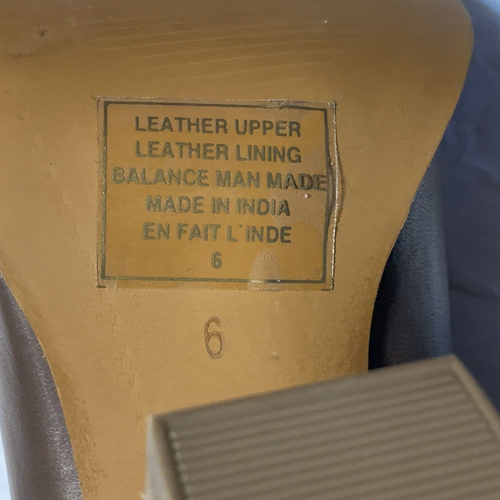 LEATHER UPPER
LEATHER LINING
BALANCE MAN MADE
MADE IN INDIA
EN FAIT L'INDE
6
6